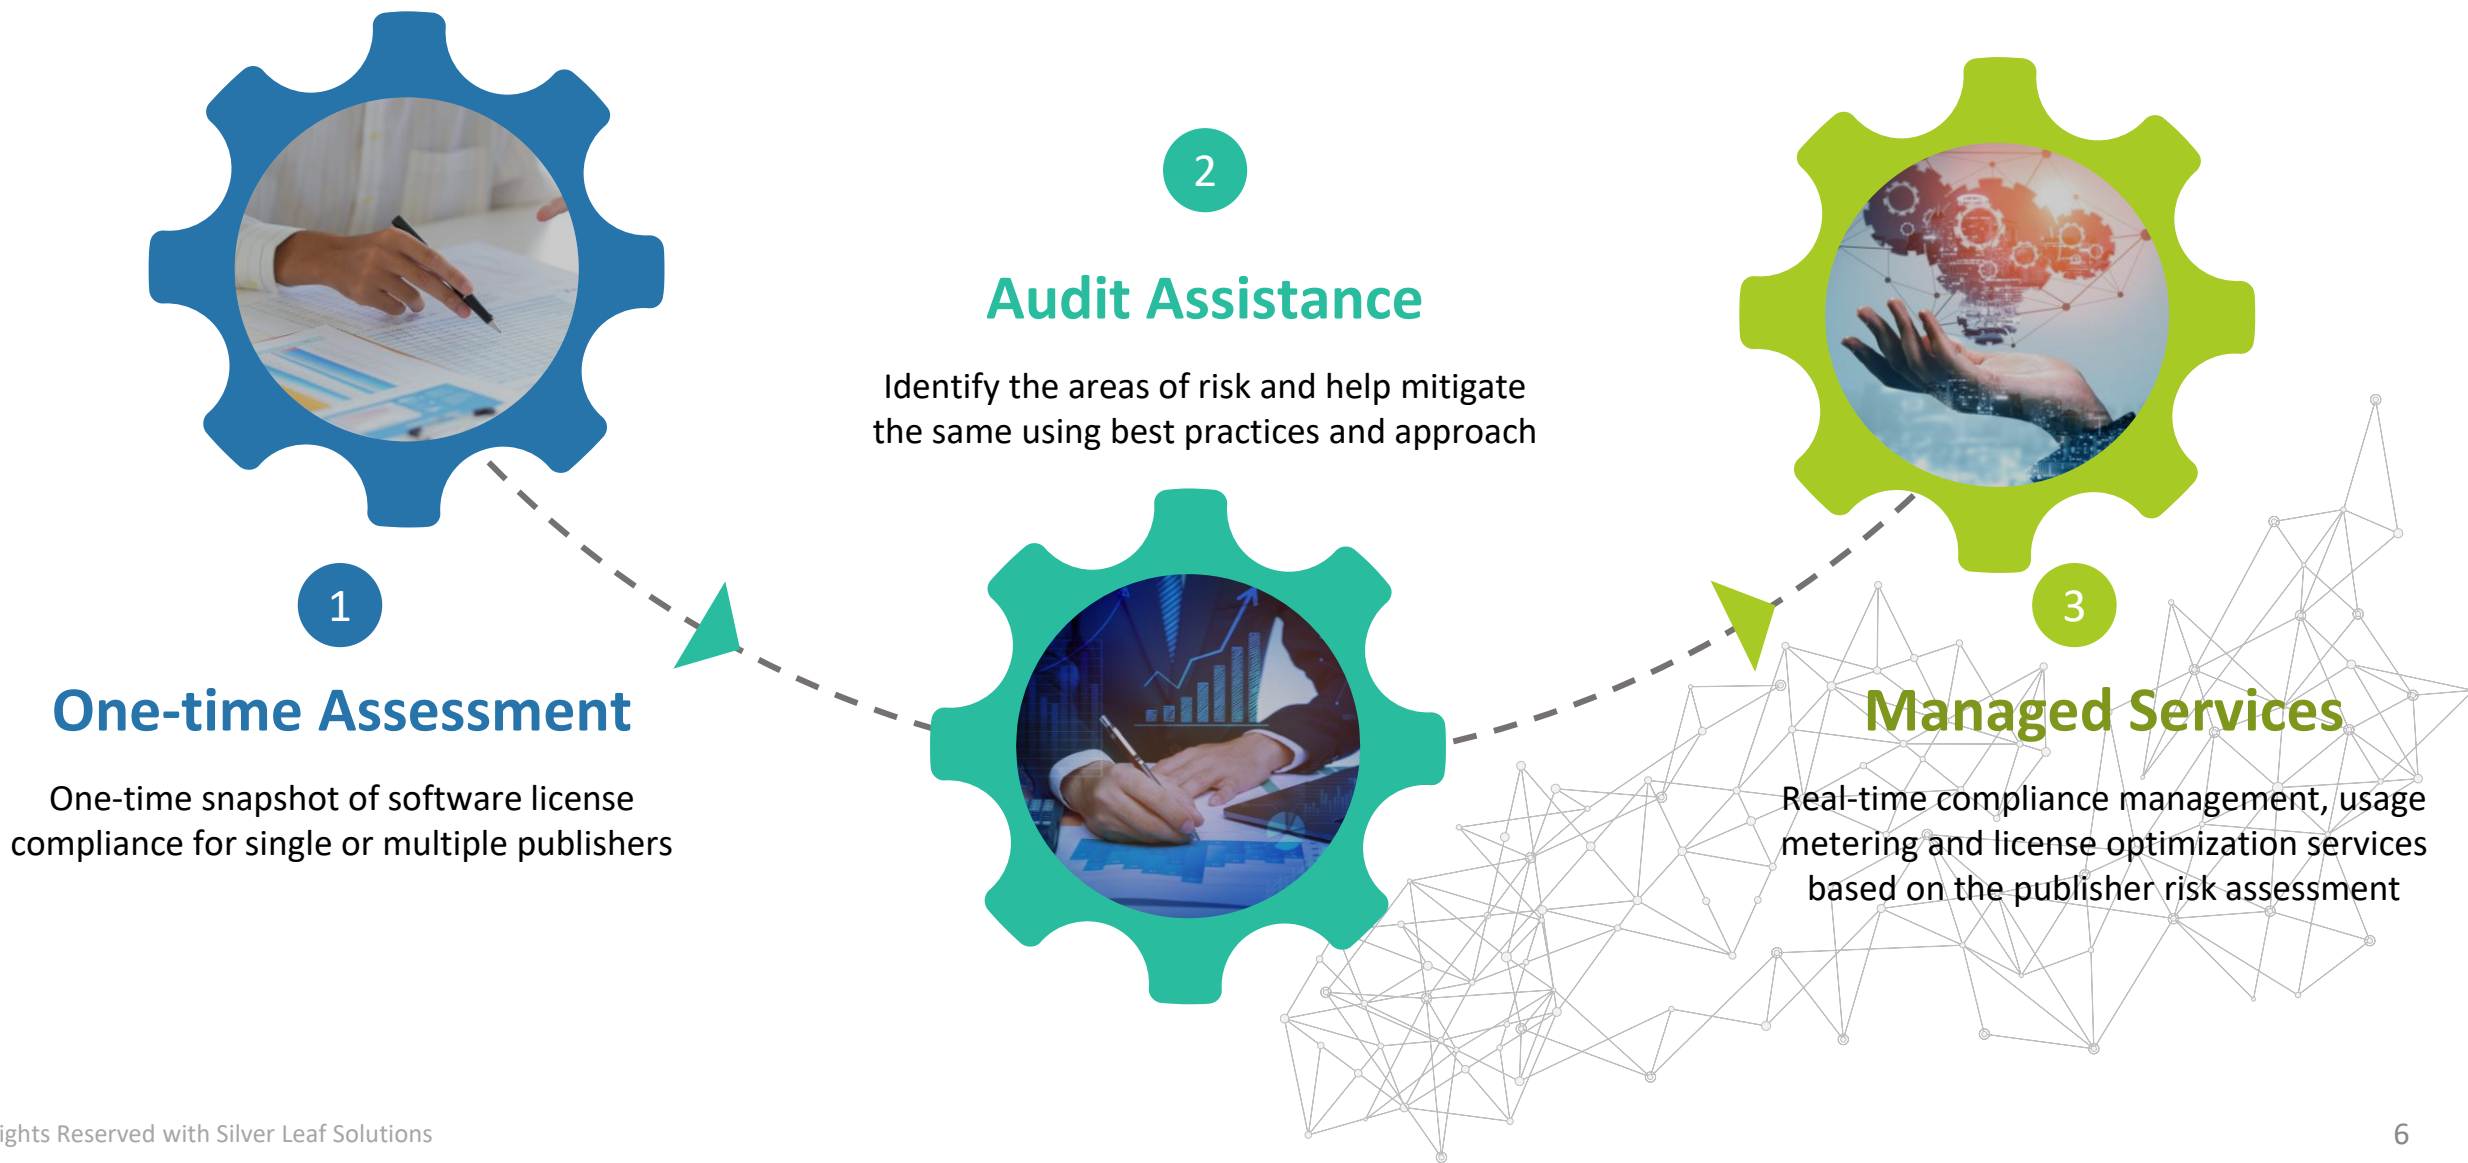 1
One-time Assessment
One-time snapshot of software license
compliance for single or multiple publishers
2
Audit Assistance
Identify the areas of risk and help mitigate
the same using best practices and approach
3
Managed Services
Real-time compliance management, usage
metering and license optimization services
based on the publisher risk assessment
ights Reserved with Silver Leaf Solutions
6